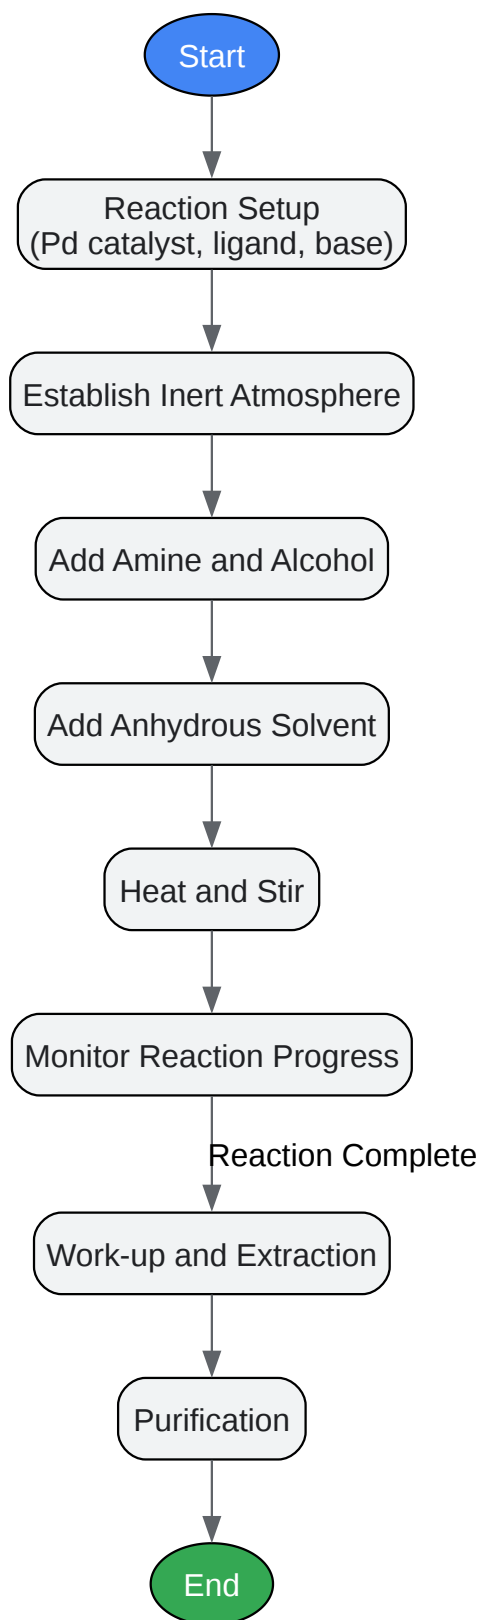 Start
Reaction Setup
(Pd catalyst, ligand, base)
Establish Inert Atmosphere
Add Amine and Alcohol
Add Anhydrous Solvent
Heat and Stir
Monitor Reaction Progress
Reaction Complete
Work-up and Extraction
Purification
End